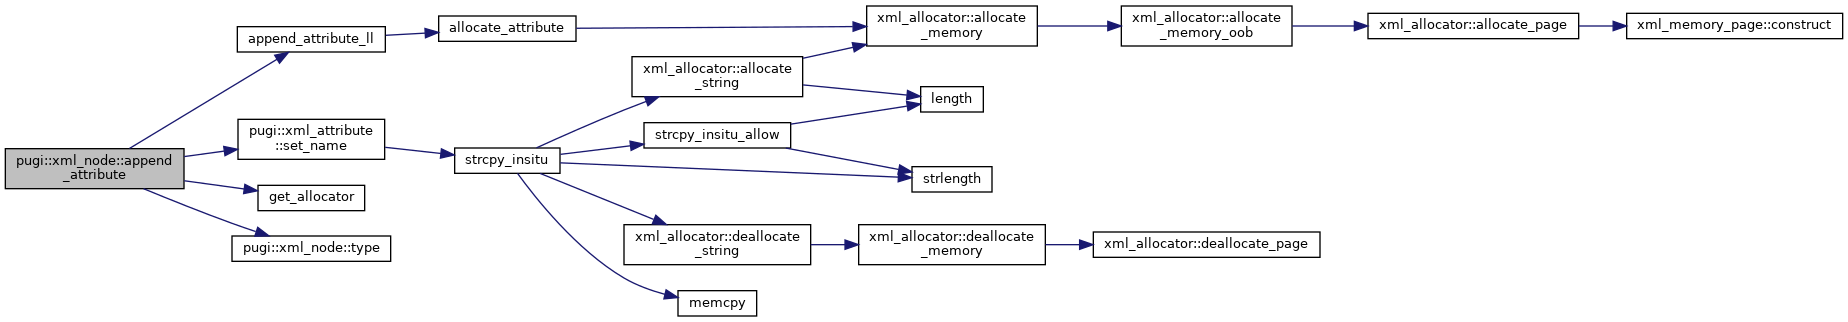 pugi::xml_node::append
_attribute
append_attribute_ll
pugi::xml_attribute
::set_name
get_allocator
pugi::xml_node::type
allocate_attribute
strcpy_insitu
xml_allocator::allocate
_string
strcpy_insitu_allow
xml_allocator::deallocate
_string
memcpy
xml_allocator::allocate
_memory
length
strlength
xml_allocator::deallocate
_memory
xml_allocator::allocate
_memory_oob
xml_allocator::deallocate_page
xml_allocator::allocate_page
xml_memory_page::construct